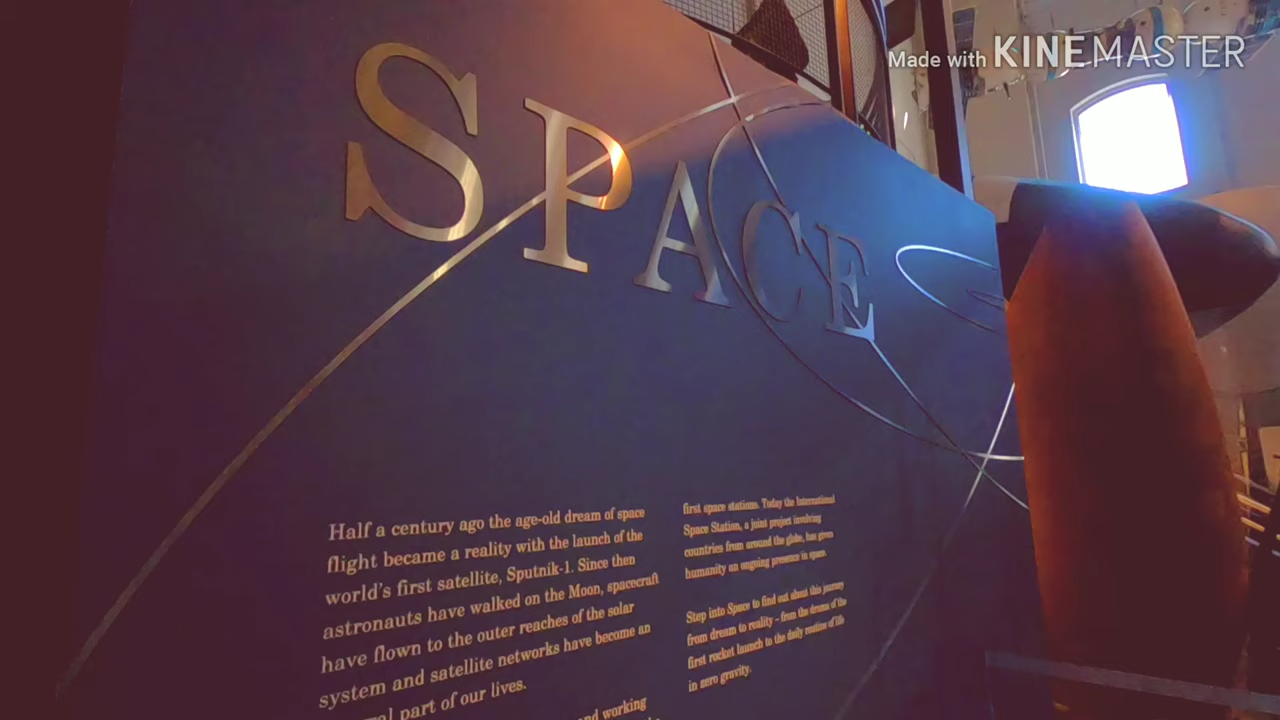 Made with KINEMASTER
SPACE
Half a century ago the age-old dream of space
flight became a reality with the launch of the
world's first satellite, Sputnik-1. Since then
astronauts have walked on the Moon, spacecraft
have flown to the outer reaches of the solar
system and satellite networks have become an
part of our lives.
and working
first space stations. Today the International
Space Station, a joint project involving
countries from around the globe, has given
humanity an ongoing presence in space.
Step into Space to find out about this journey
from dream to reality – from the drama of the
first rocket launch to the daily routine of life
in zero gravity.